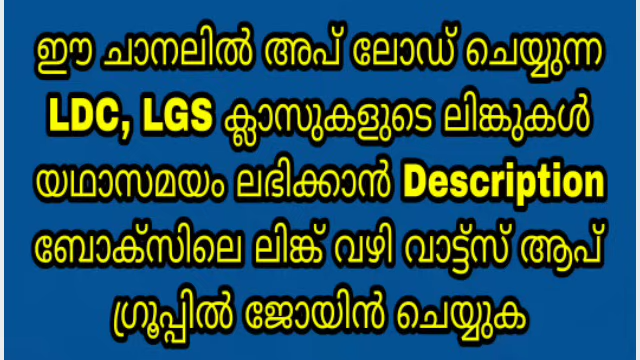 ഈ ചാനലിൽ അപ് ലോഡ് ചെയ്യുന്ന
LDC, LGS ക്ലാസുകളുടെ ലിങ്കുകൾ
യഥാസമയം ലഭിക്കാൻ Description
ബോക്സിലെ ലിങ്ക് വഴി വാട്ട്സ് ആപ്
ഗ്രൂപ്പിൽ ജോയിൻ ചെയ്യുക